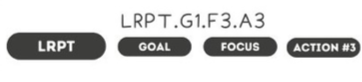 LRPT.G1.F3.A3
LRPT GOAL FOCUS ACTION #3